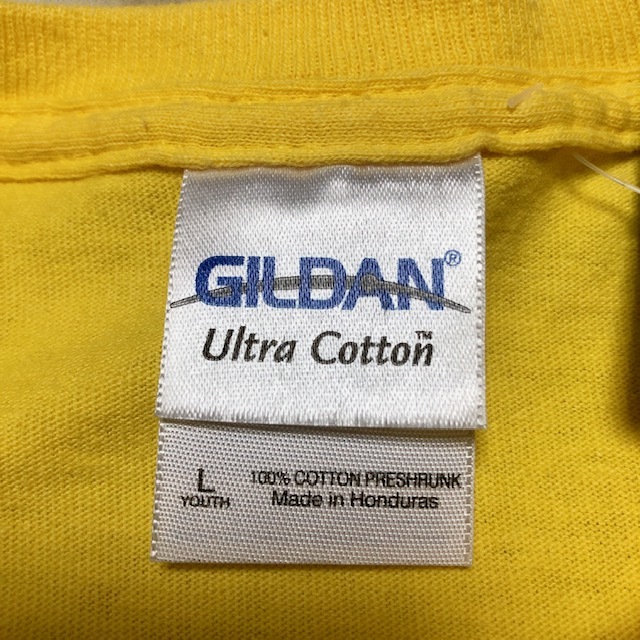 GILDAN®
Ultra Cotton™
L 100% COTTON PRESHRUNK
YOUTH Made in Honduras